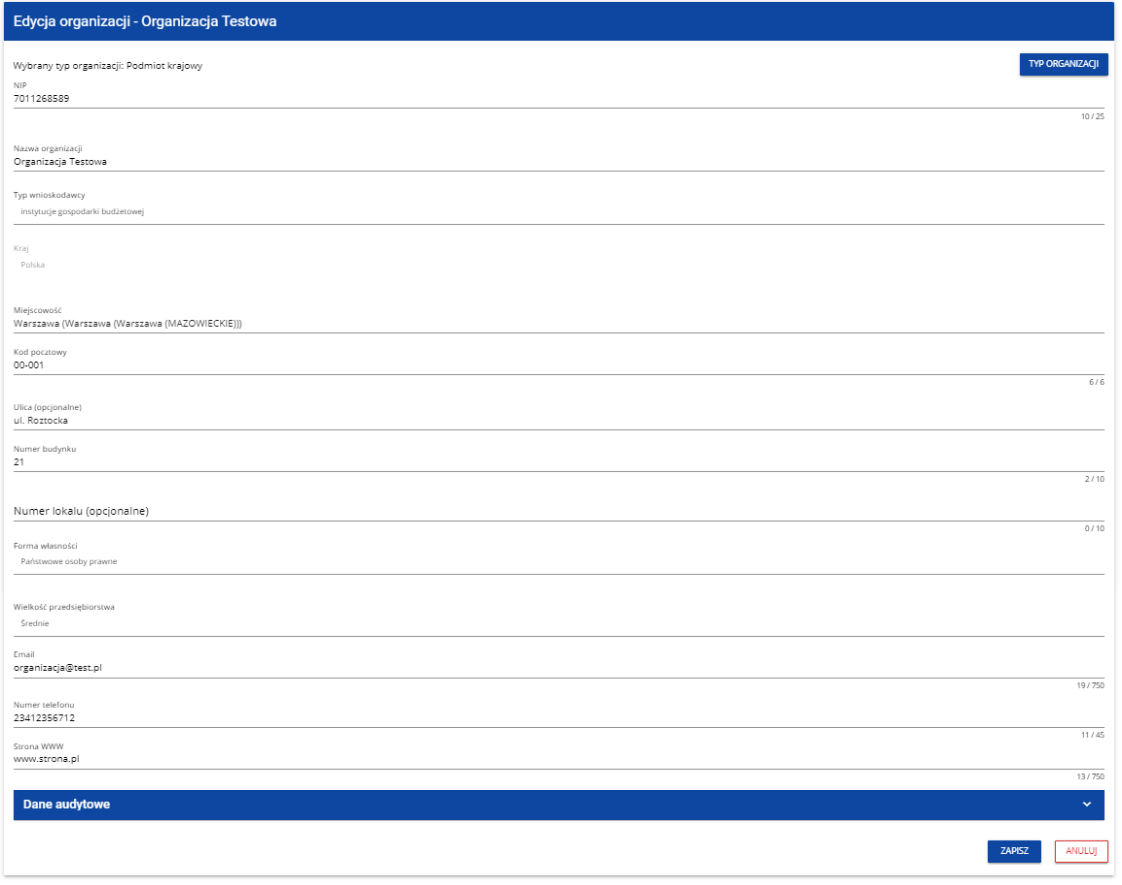 Edycja organizacji - Organizacja Testowa
Wybrany typ organizacji: Podmiot krajowy
TYP ORGANIZACJI
NIP
7011268589
10 / 25
Nazwa organizacji
Organizacja Testowa
Typ wnioskodawcy
instytucje gospodarki budżetowej
Kraj
Polska
Miejscowość
Warszawa (Warszawa (Warszawa (MAZOWIECKIE)))
Kod pocztowy
00-001
6 / 6
Ulica (opcjonalne)
ul. Roztocka
Numer budynku
21
2 / 10
Numer lokalu (opcjonalne)
0 / 10
Forma własności
Państwowe osoby prawne
Wielkość przedsiębiorstwa
Średnie
Email
organizacja@test.pl
19 / 750
Numer telefonu
23412356712
11 / 45
Strona WWW
www.strona.pl
13 / 750
Dane audytowe
ZAPISZ
ANULUJ